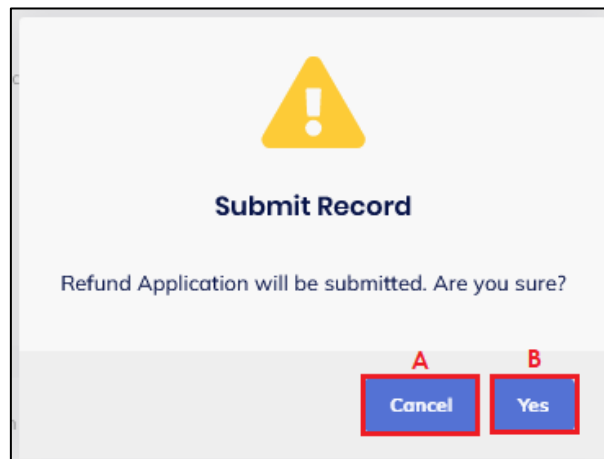 Submit Record
Refund Application will be submitted. Are you sure?
A B
Cancel Yes